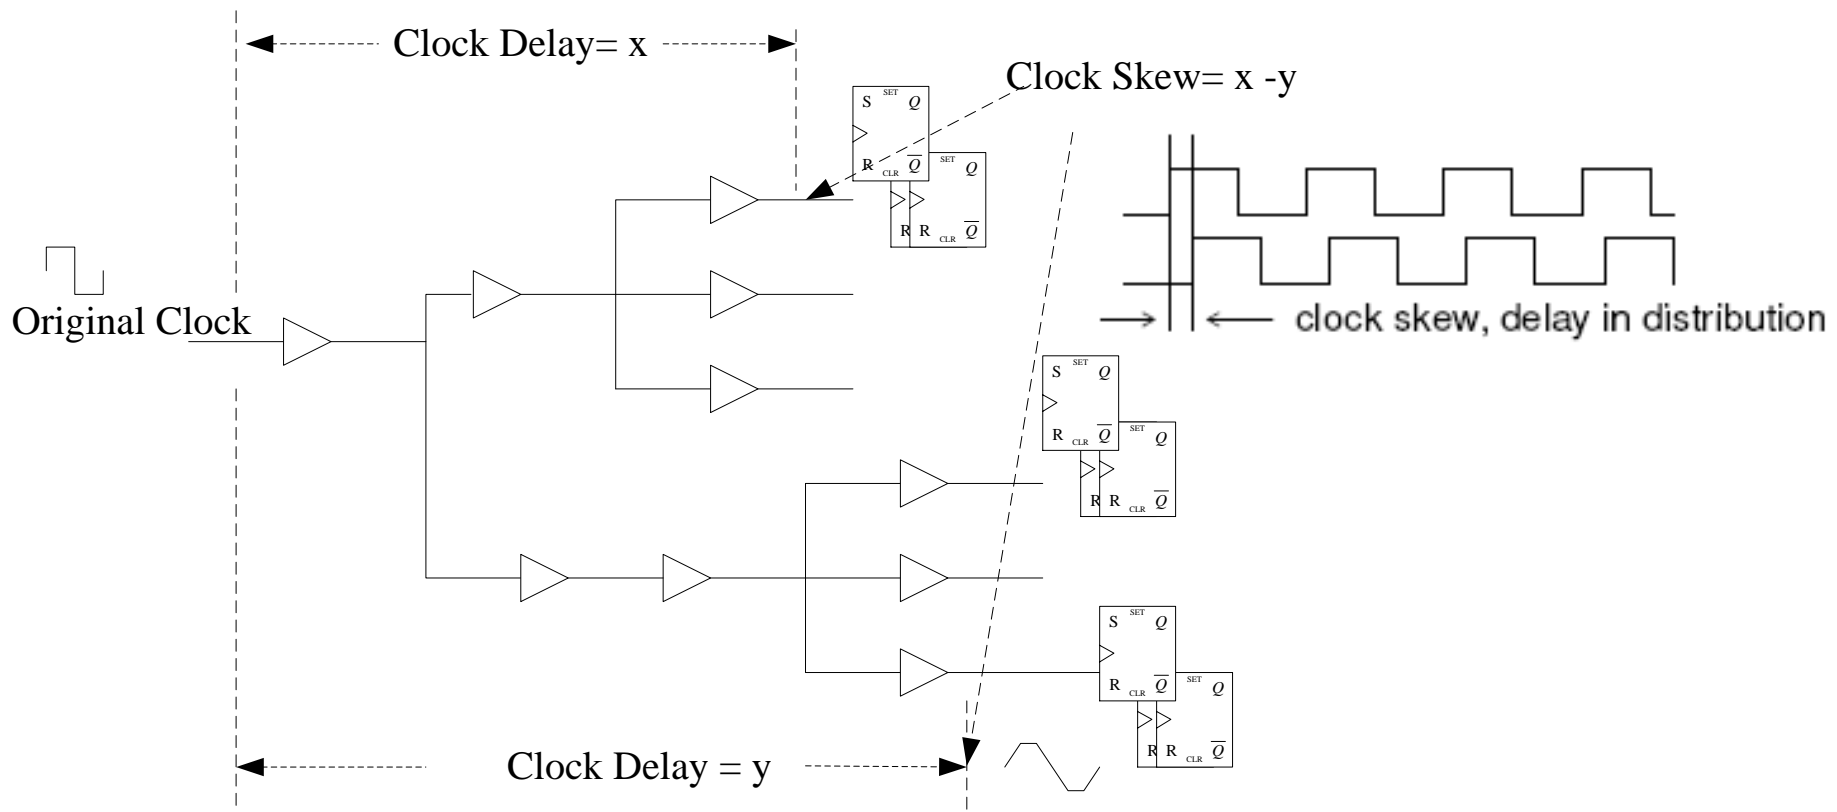 Clock Delay= x
Clock Skew= x -y
S SET Q
R CLR Q
SET Q
R R CLR Q
Original Clock
clock skew, delay in distribution
S SET Q
R CLR Q
SET Q
R R CLR Q
S SET Q
R CLR Q
SET Q
R R CLR Q
Clock Delay = y